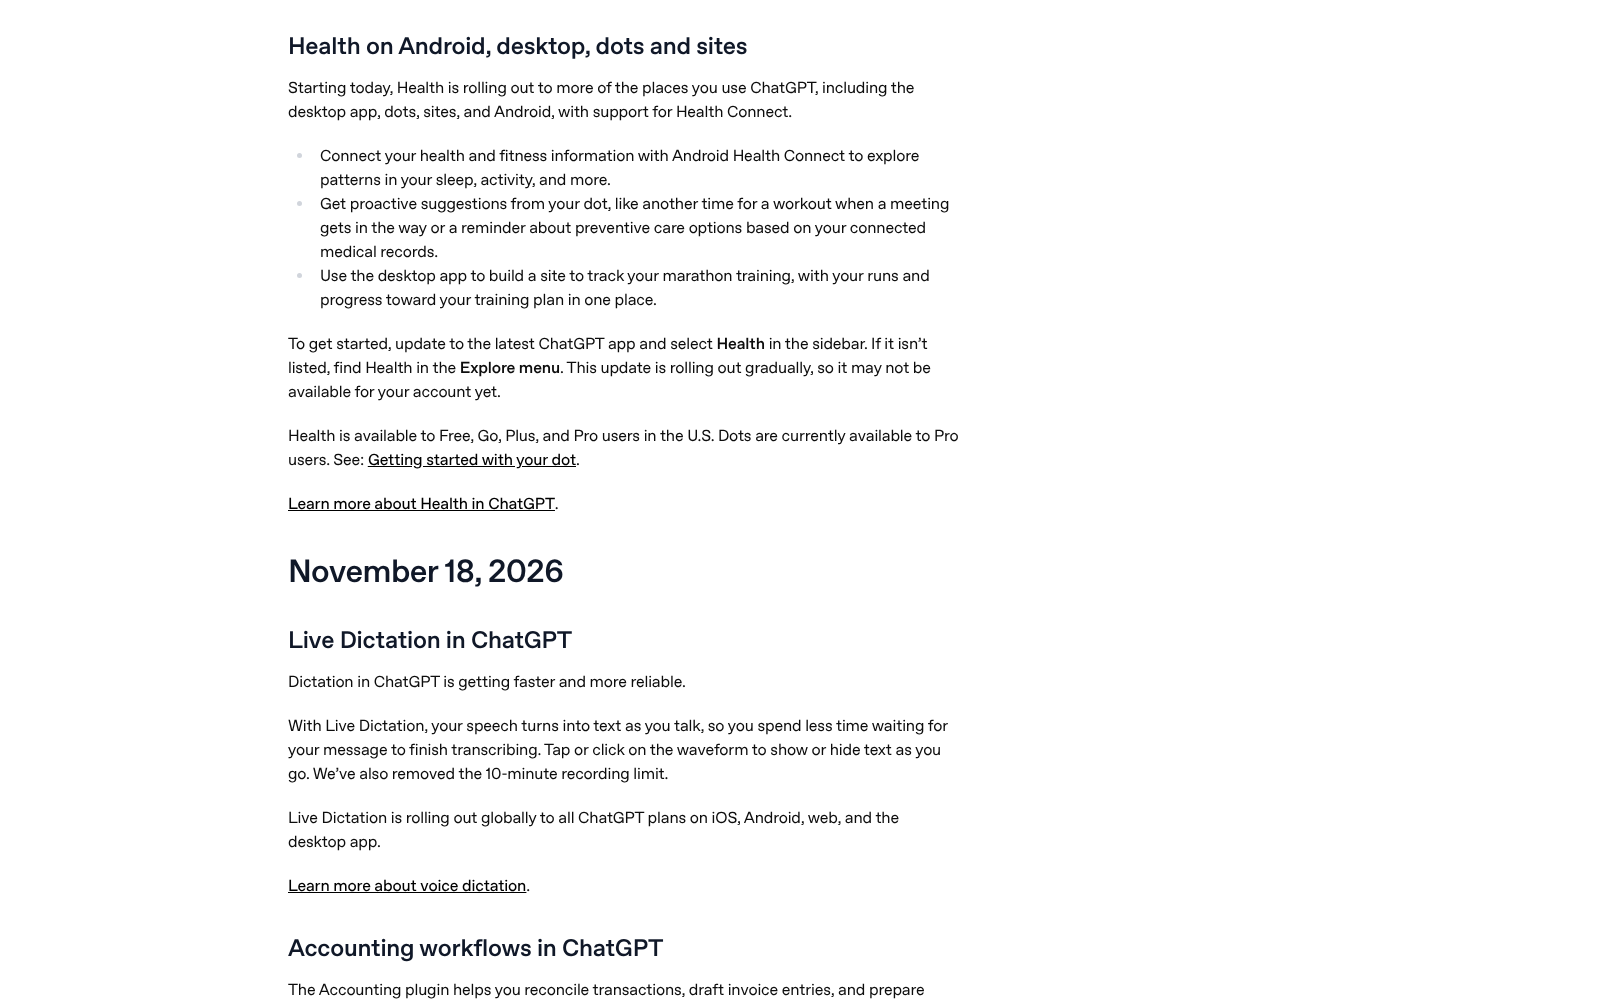 Health on Android, desktop, dots and sites
Starting today, Health is rolling out to more of the places you use ChatGPT, including the
desktop app, dots, sites, and Android, with support for Health Connect.
Connect your health and fitness information with Android Health Connect to explore
patterns in your sleep, activity, and more.
Get proactive suggestions from your dot, like another time for a workout when a meeting
gets in the way or a reminder about preventive care options based on your connected
medical records.
Use the desktop app to build a site to track your marathon training, with your runs and
progress toward your training plan in one place.
To get started, update to the latest ChatGPT app and select Health in the sidebar. If it isn’t
listed, find Health in the Explore menu. This update is rolling out gradually, so it may not be
available for your account yet.
Health is available to Free, Go, Plus, and Pro users in the U.S. Dots are currently available to Pro
users. See: Getting started with your dot.
Learn more about Health in ChatGPT.
November 18, 2026
Live Dictation in ChatGPT
Dictation in ChatGPT is getting faster and more reliable.
With Live Dictation, your speech turns into text as you talk, so you spend less time waiting for
your message to finish transcribing. Tap or click on the waveform to show or hide text as you
go. We’ve also removed the 10-minute recording limit.
Live Dictation is rolling out globally to all ChatGPT plans on iOS, Android, web, and the
desktop app.
Learn more about voice dictation.
Accounting workflows in ChatGPT
The Accounting plugin helps you reconcile transactions, draft invoice entries, and prepare